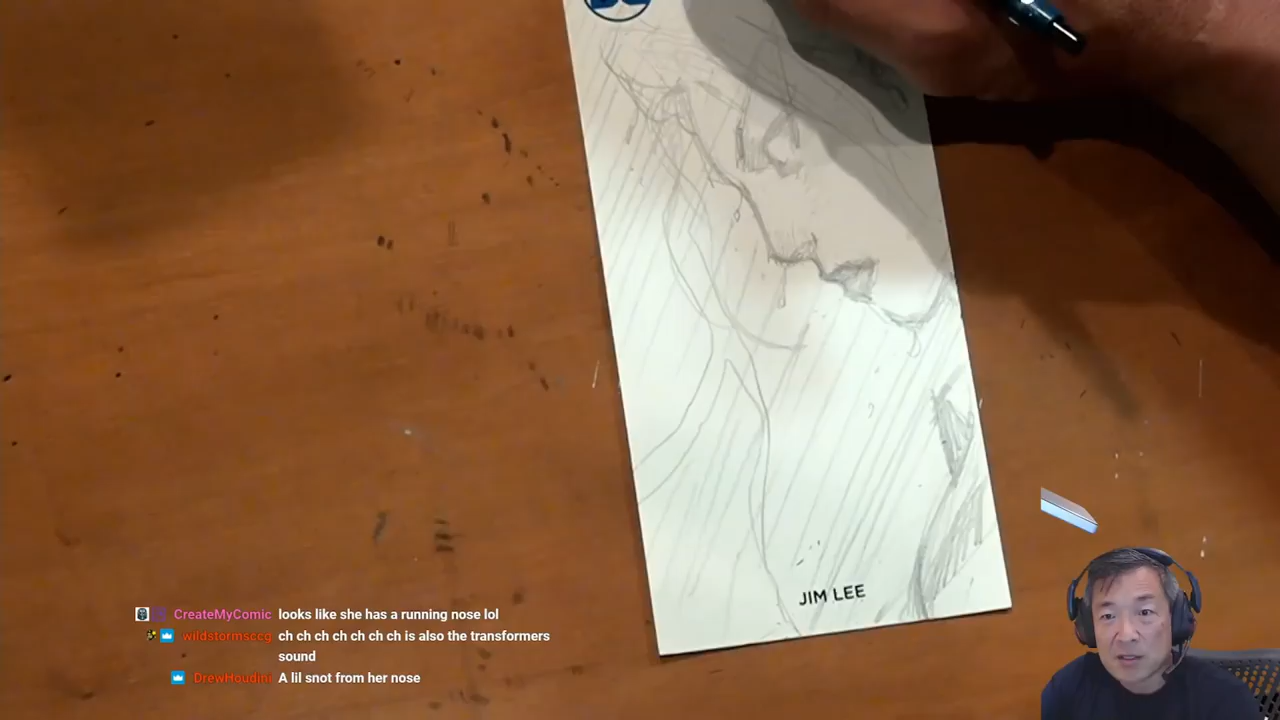 JIM LEE
CreateMyComic looks like she has a running nose lol
wildstormsccg ch ch ch ch ch ch ch is also the transformers
sound
DrewHoudini A lil snot from her nose